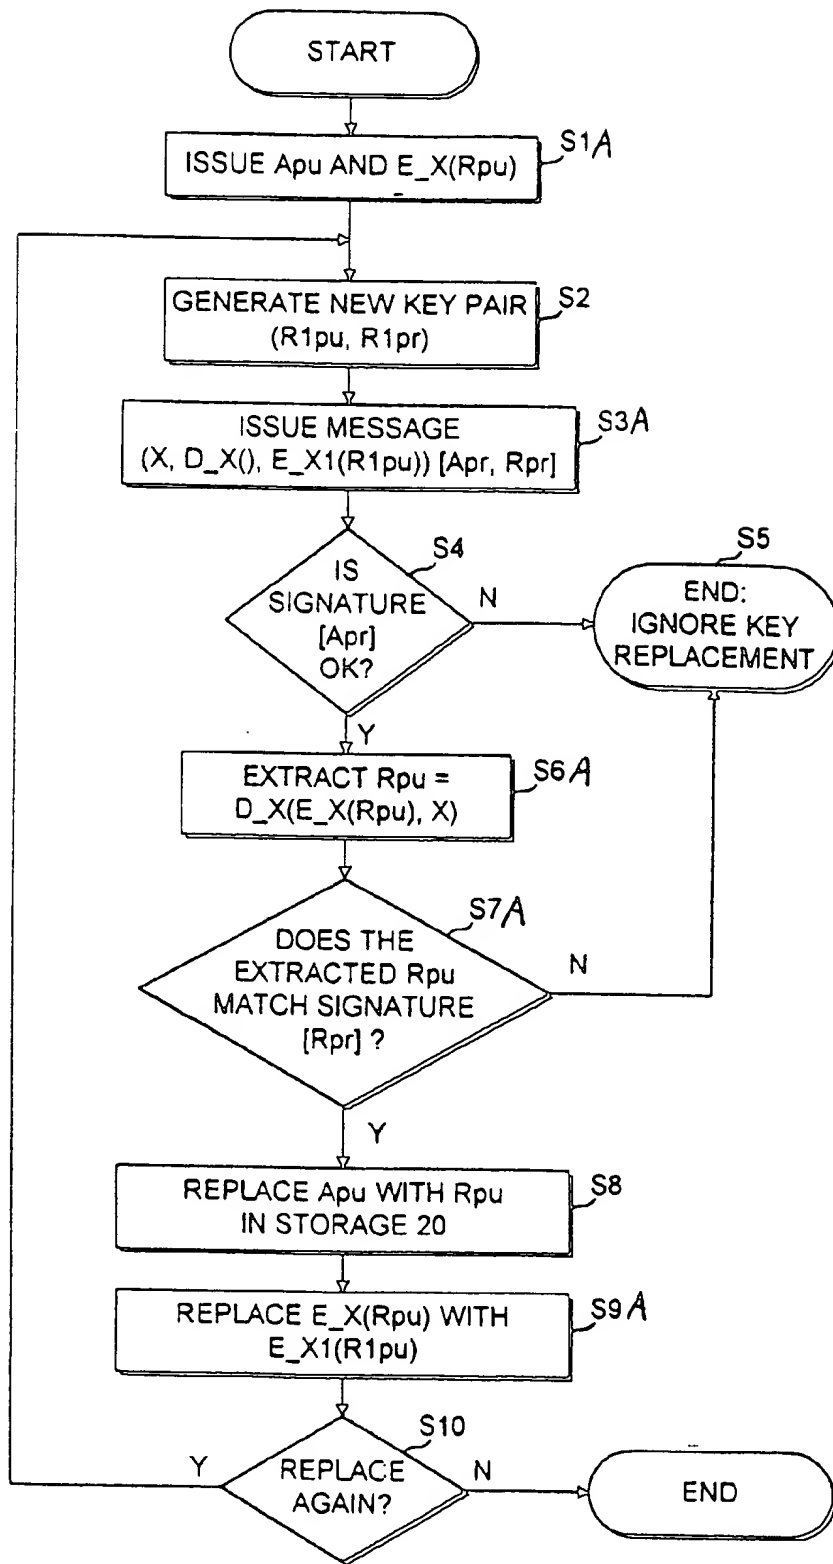 START
S1A
ISSUE Apu AND E_X(Rpu)
S2
GENERATE NEW KEY PAIR
(R1pu, R1pr)
S3A
ISSUE MESSAGE
(X, D_X(), E_X1(R1pu)) [Apr, Rpr]
S4
IS
SIGNATURE
[Apr]
OK?
N
Y
S5
END:
IGNORE KEY
REPLACEMENT
S6A
EXTRACT Rpu =
D_X(E_X(Rpu), X)
S7A
DOES THE
EXTRACTED Rpu
MATCH SIGNATURE
[Rpr] ?
N
Y
S8
REPLACE Apu WITH Rpu
IN STORAGE 20
S9A
REPLACE E_X(Rpu) WITH
E_X1(R1pu)
S10
Y
REPLACE
AGAIN?
N
END